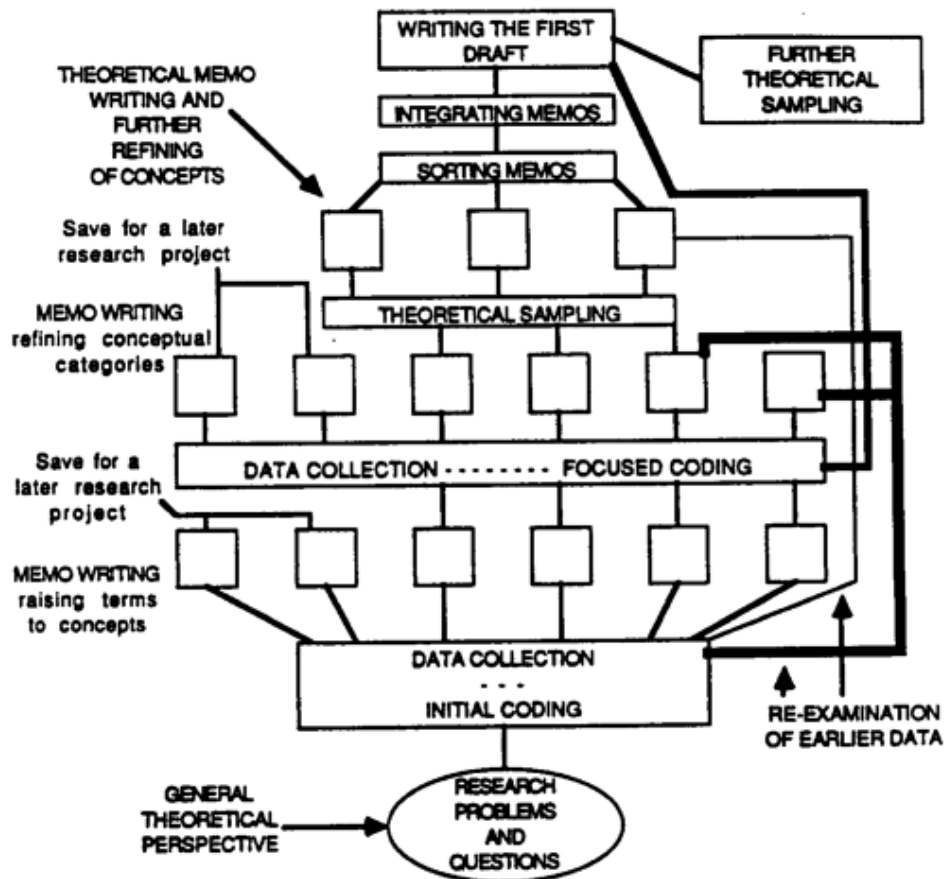 WRITING THE FIRST
DRAFT
FURTHER
THEORETICAL
SAMPLING
THEORETICAL MEMO
WRITING AND
FURTHER
REFINING
OF CONCEPTS
INTEGRATING MEMOS
SORTING MEMOS
Save for a later
research project
THEORETICAL SAMPLING
MEMO WRITING
refining conceptual
categories
DATA COLLECTION - - - - - - - - FOCUSED CODING
Save for a
later research
project
MEMO WRITING
raising terms
to concepts
DATA COLLECTION
- - -
INITIAL CODING
RE-EXAMINATION
OF EARLIER DATA
GENERAL
THEORETICAL
PERSPECTIVE
RESEARCH
PROBLEMS
AND
QUESTIONS